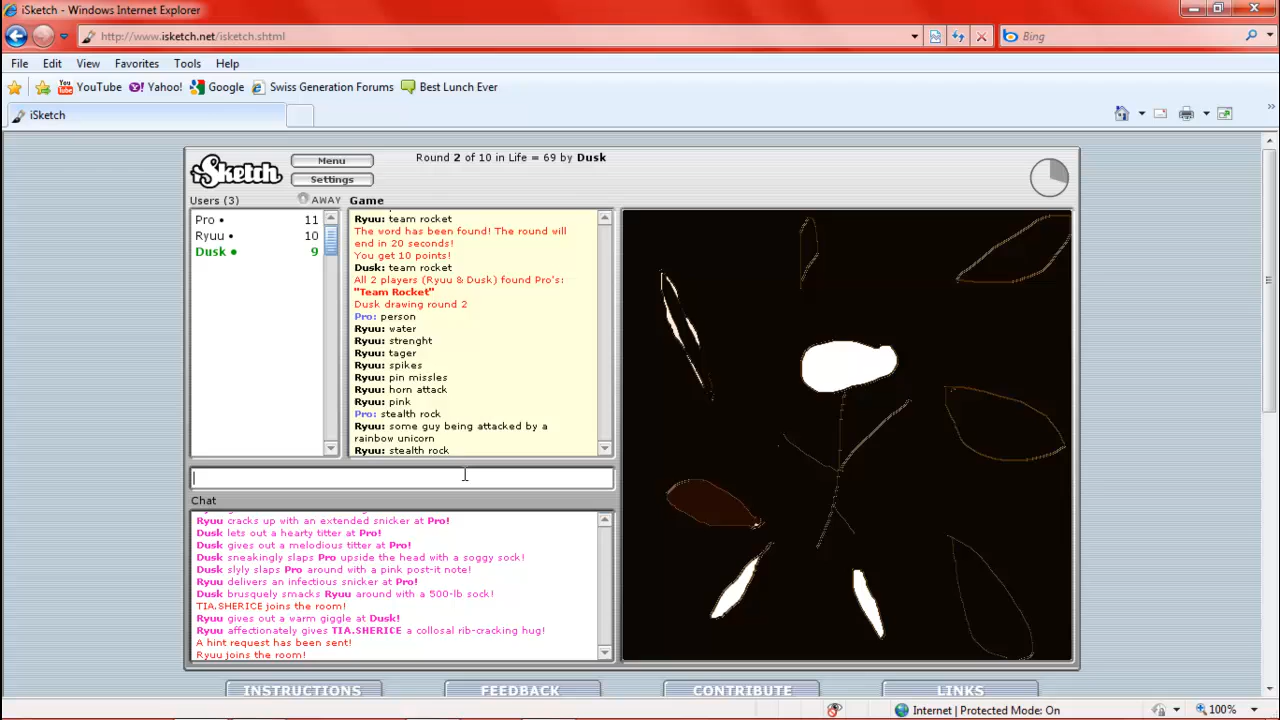 iSketch - Windows Internet Explorer
http://www.isketch.net/isketch.shtml
Bing
File Edit View Favorites Tools Help
YouTube Yahoo! Google Swiss Generation Forums Best Lunch Ever
iSketch
iSketch
Menu
Settings
Round 2 of 10 in Life = 69 by Dusk
Users (3) AWAY Game
Pro • 11
Ryuu • 10
Dusk • 9
Ryuu: team rocket
The word has been found! The round will
end in 20 seconds!
You get 10 points!
Dusk: team rocket
All 2 players (Ryuu & Dusk) found Pro's:
"Team Rocket"
Dusk drawing round 2
Pro: person
Ryuu: water
Ryuu: strenght
Ryuu: tager
Ryuu: spikes
Ryuu: pin missles
Ryuu: horn attack
Ryuu: pink
Pro: stealth rock
Ryuu: some guy being attacked by a
rainbow unicorn
Ryuu: stealth rock
Chat
Ryuu cracks up with an extended snicker at Pro!
Dusk lets out a hearty titter at Pro!
Dusk gives out a melodious titter at Pro!
Dusk sneakingly slaps Pro upside the head with a soggy sock!
Dusk slyly slaps Pro around with a pink post-it note!
Ryuu delivers an infectious snicker at Pro!
Dusk brusquely smacks Ryuu around with a 500-lb sock!
TIA.SHERICE joins the room!
Ryuu gives out a warm giggle at Dusk!
Ryuu affectionately gives TIA.SHERICE a collosal rib-cracking hug!
A hint request has been sent!
Ryuu joins the room!
INSTRUCTIONS FEEDBACK CONTRIBUTE LINKS
Internet | Protected Mode: On 100%